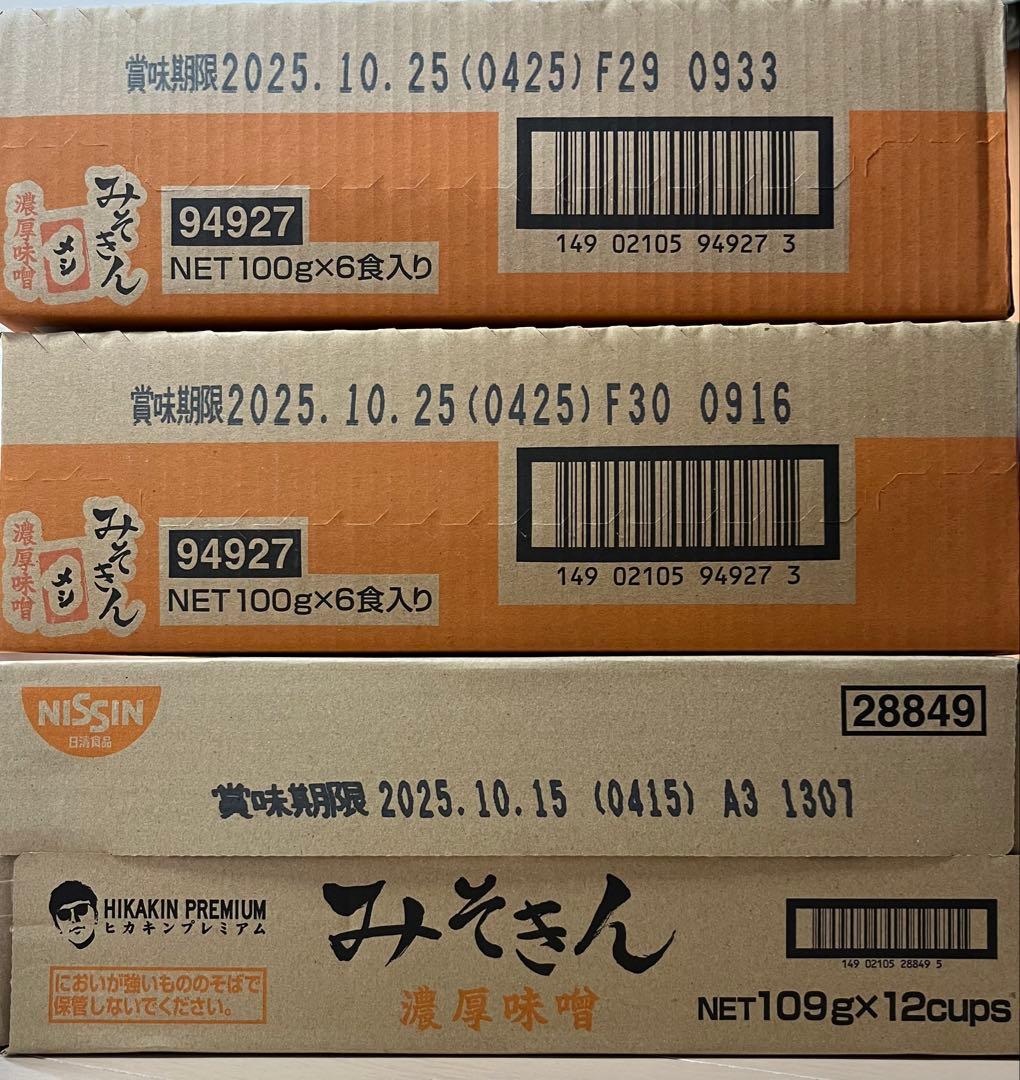 賞味期限2025.10.25(0425)F29 0933
みそきん
メシ
濃厚味噌
94927
NET100g×6食入り
149 02105 94927 3
賞味期限2025.10.25(0425)F30 0916
みそきん
メシ
濃厚味噌
94927
NET100g×6食入り
149 02105 94927 3
NISSIN
日清食品
28849
賞味期限 2025.10.15 (0415) A3 1307
HIKAKIN PREMIUM
ヒカキンプレミアム
みそきん
濃厚味噌
においが強いもののそばで
保管しないでください。
149 02105 28849 5
NET109g×12cups